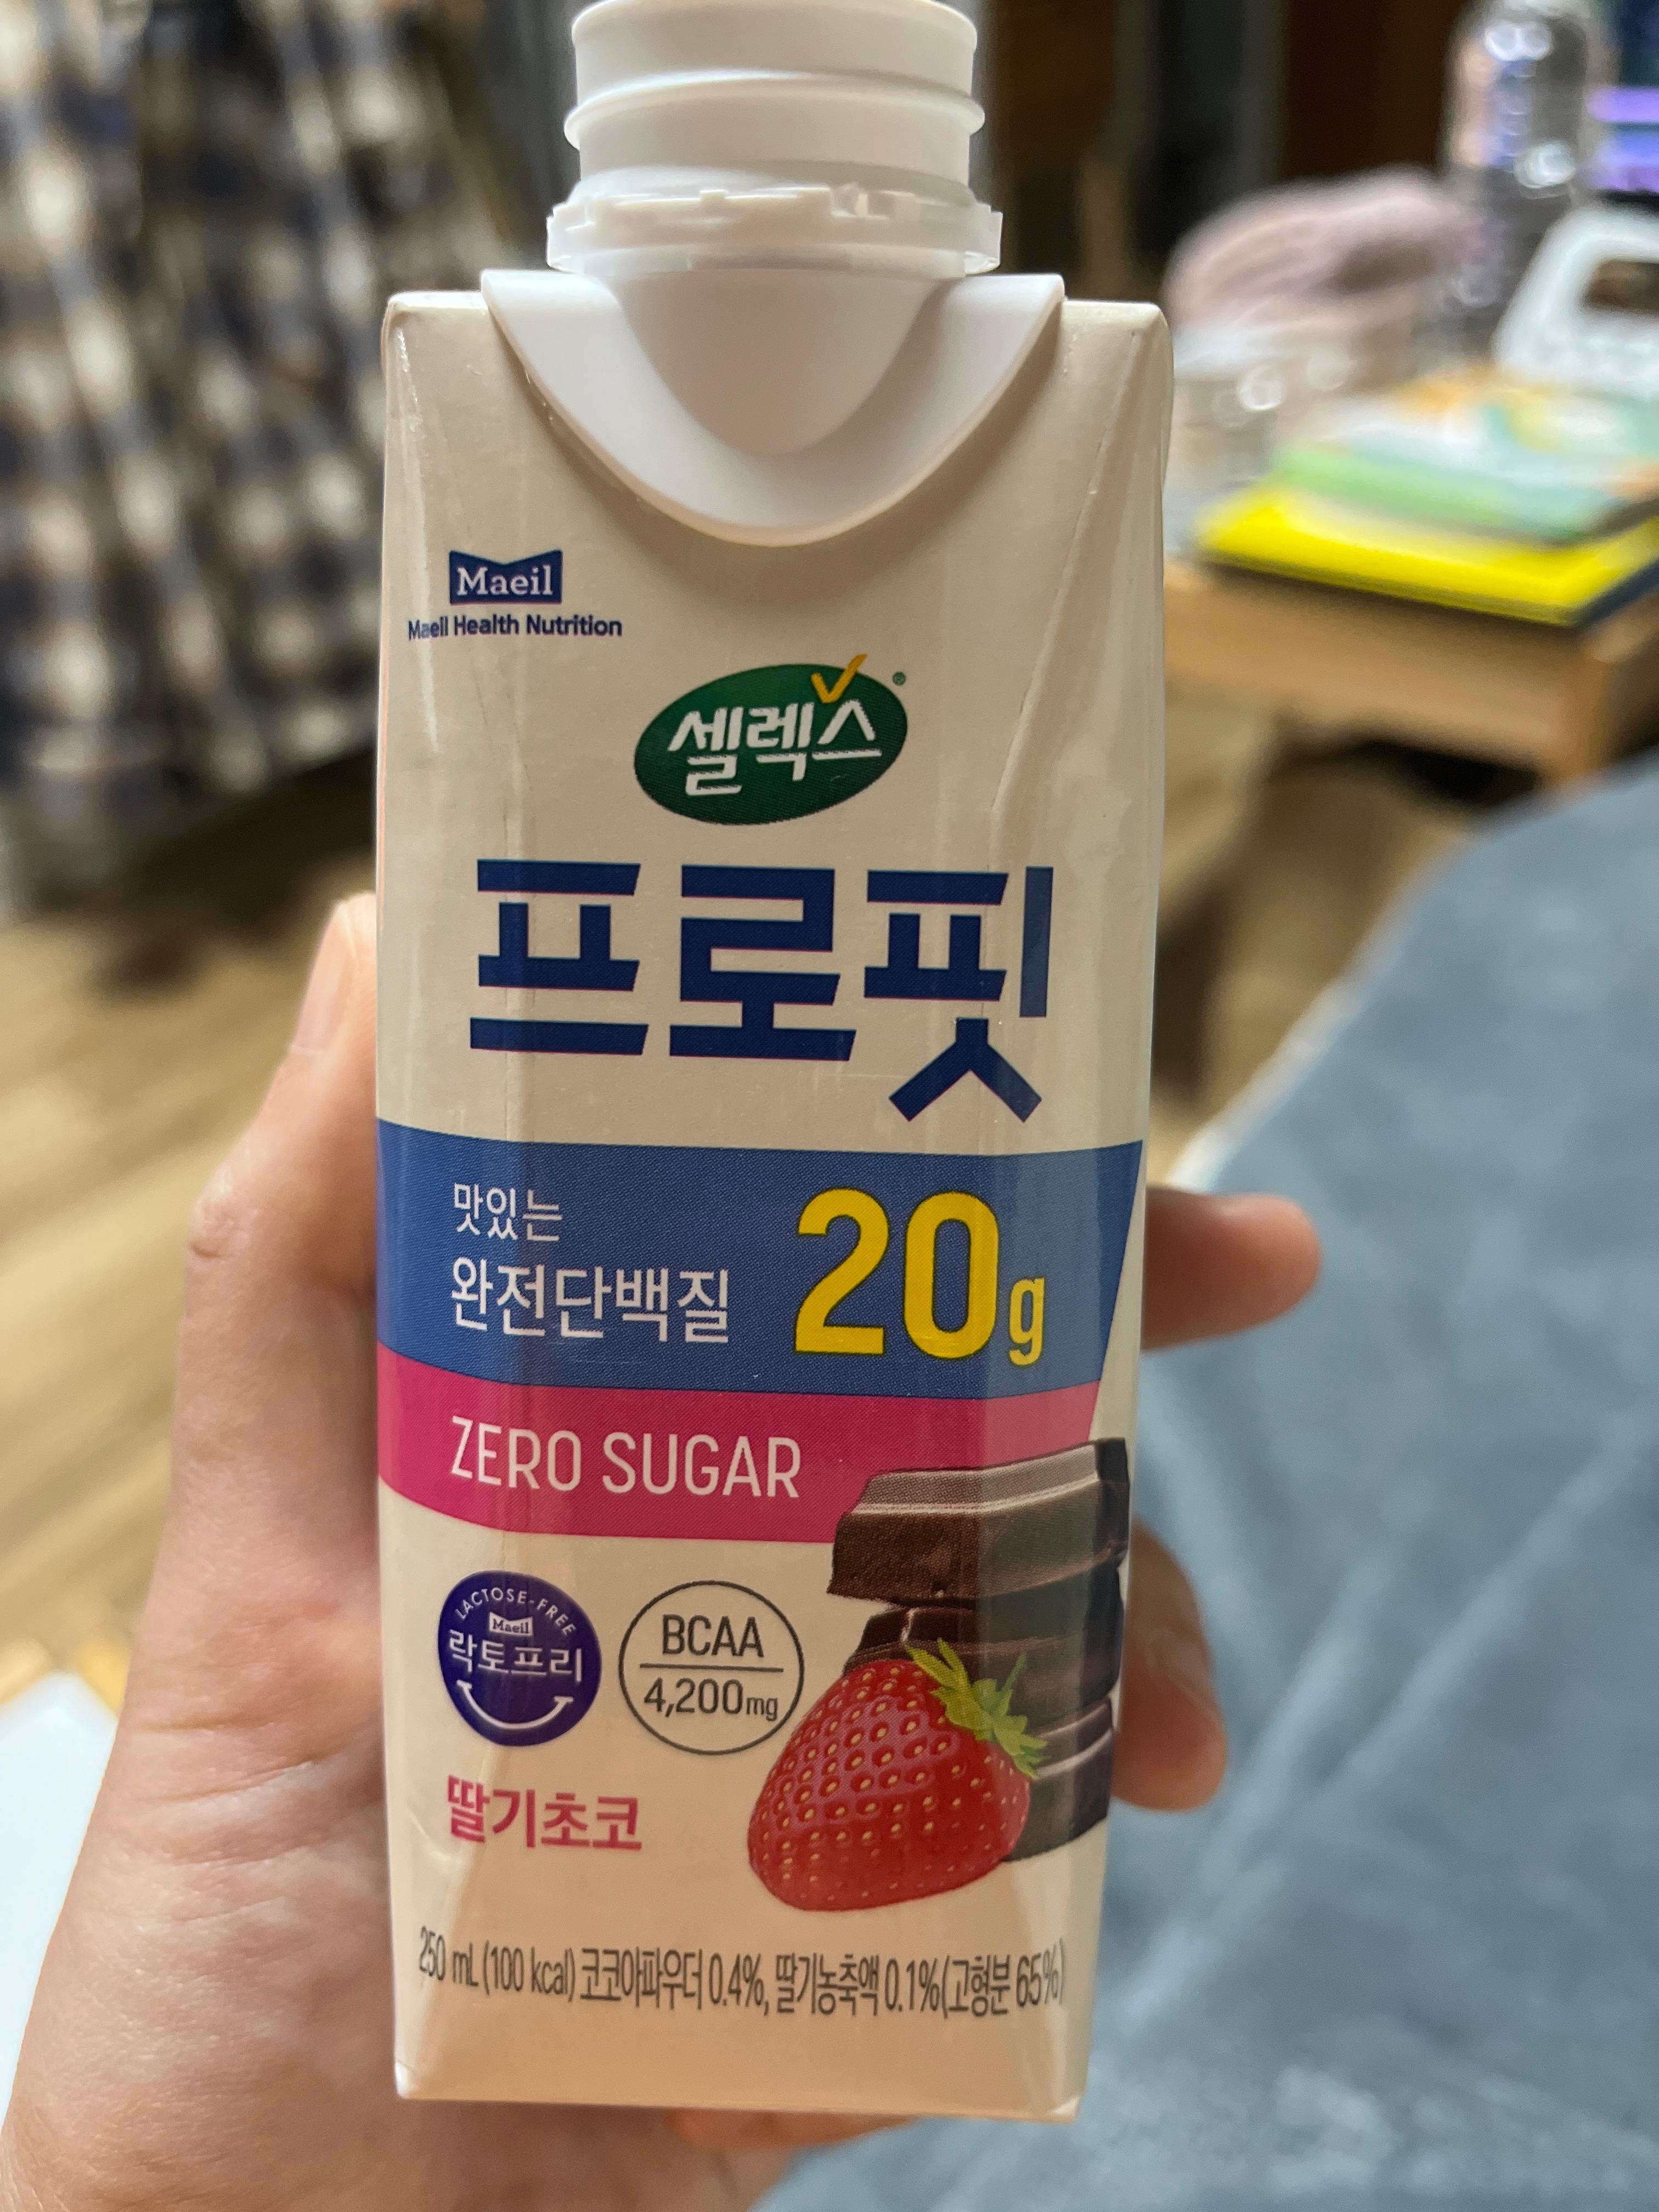 Maeil
Maeil Health Nutrition
셀렉스®
프로핏
맛있는
완전단백질
20g
ZERO SUGAR
LACTOSE-FREE
Maeil
락토프리
BCAA
4,200mg
딸기초코
250 mL (100 kcal) 코코아파우더 0.4%, 딸기농축액 0.1%(고형분 65%)